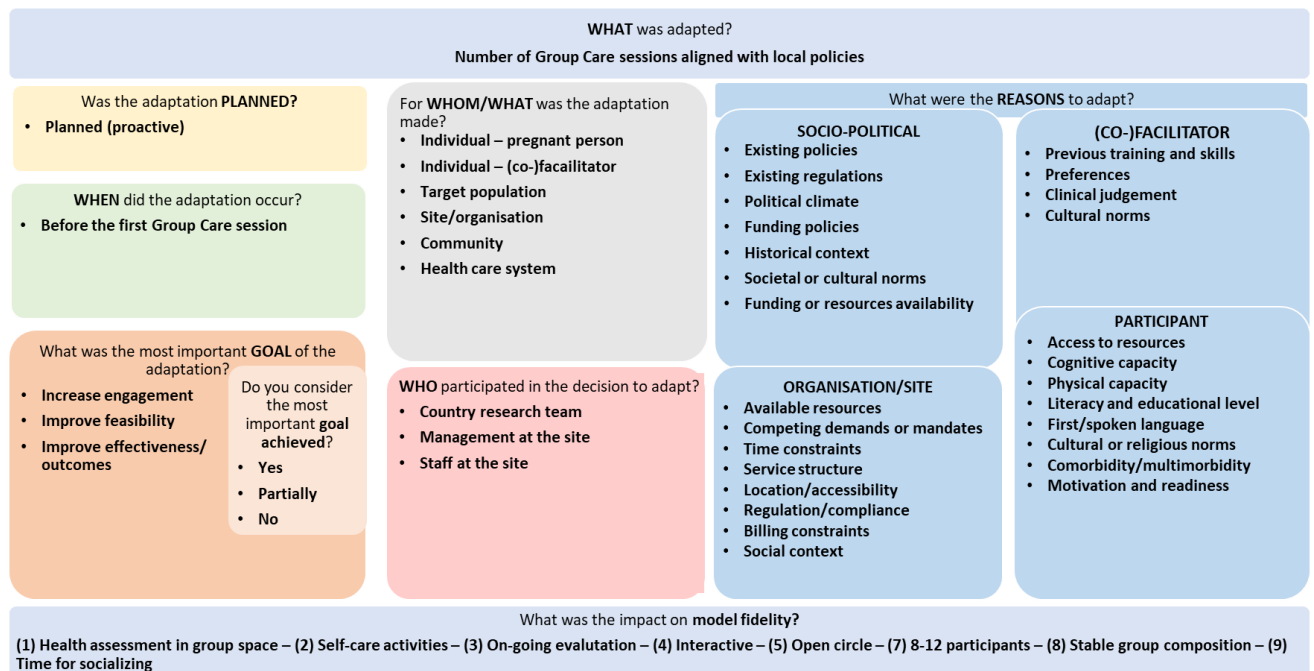 WHAT was adapted?
Number of Group Care sessions aligned with local policies
Was the adaptation PLANNED?
• Planned (proactive)
WHEN did the adaptation occur?
• Before the first Group Care session
What was the most important GOAL of the
adaptation?
• Increase engagement
• Improve feasibility
• Improve effectiveness/
outcomes
Do you consider
the most
important goal
achieved?
• Yes
• Partially
• No
For WHOM/WHAT was the adaptation
made?
• Individual – pregnant person
• Individual – (co-)facailitator
• Target population
• Site/organisation
• Community
• Health care system
WHO participated in the decision to adapt?
• Country research team
• Management at the site
• Staff at the site
What were the REASONS to adapt?
SOCIO-POLITICAL
• Existing policies
• Existing regulations
• Political climate
• Funding policies
• Historical context
• Societal or cultural norms
• Funding or resources availability
(CO-)FACILITATOR
• Previous training and skills
• Preferences
• Clinical judgement
• Cultural norms
ORGANISATION/SITE
• Available resources
• Competing demands or mandates
• Time constraints
• Service structure
• Location/accessibility
• Regulation/compliance
• Billing constraints
• Social context
PARTICIPANT
• Access to resources
• Cognitive capacity
• Physical capacity
• Literacy and educational level
• First/spoken language
• Cultural or religious norms
• Comorbidity/multimorbidity
• Motivation and readiness
What was the impact on model fidelity?
(1) Health assessment in group space – (2) Self-care activities – (3) On-going evalutation – (4) Interactive – (5) Open circle – (7) 8-12 participants – (8) Stable group composition – (9)
Time for socializing